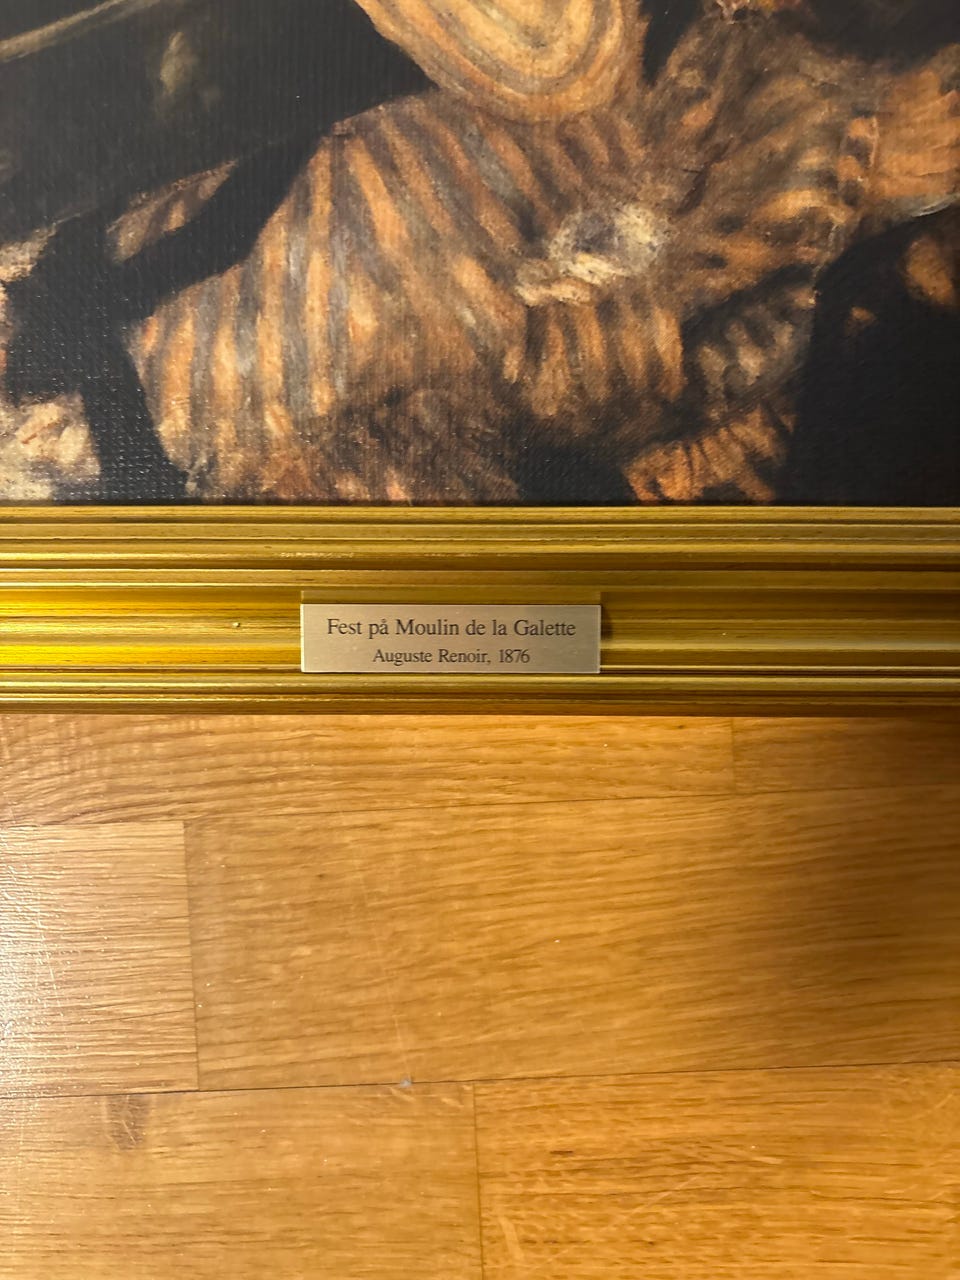 Fest på Moulin de la Galette
Auguste Renoir, 1876